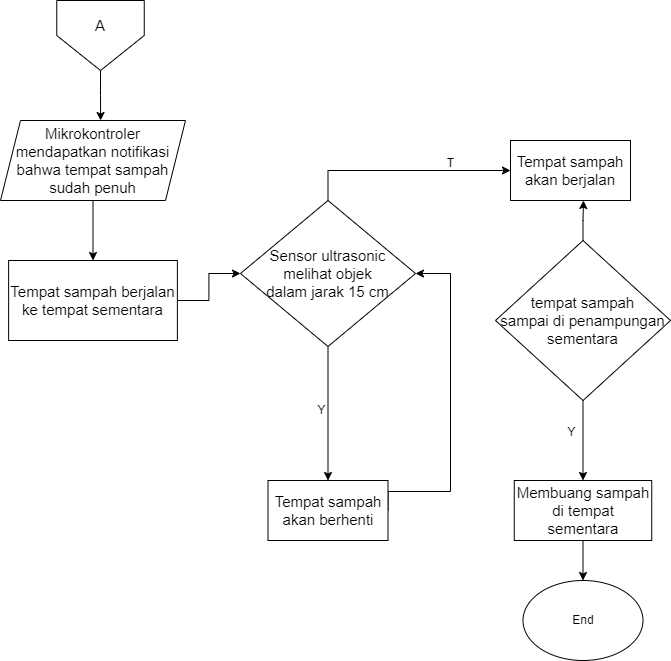 A
Mikrokontroler
mendapatkan notifikasi
bahwa tempat sampah
sudah penuh
Tempat sampah berjalan
ke tempat sementara
Sensor ultrasonic
melihat objek
dalam jarak 15 cm
T
Y
Tempat sampah
akan berhenti
Tempat sampah
akan berjalan
tempat sampah
sampai di penampungan
sementara
Y
Membuang sampah
di tempat
sementara
End